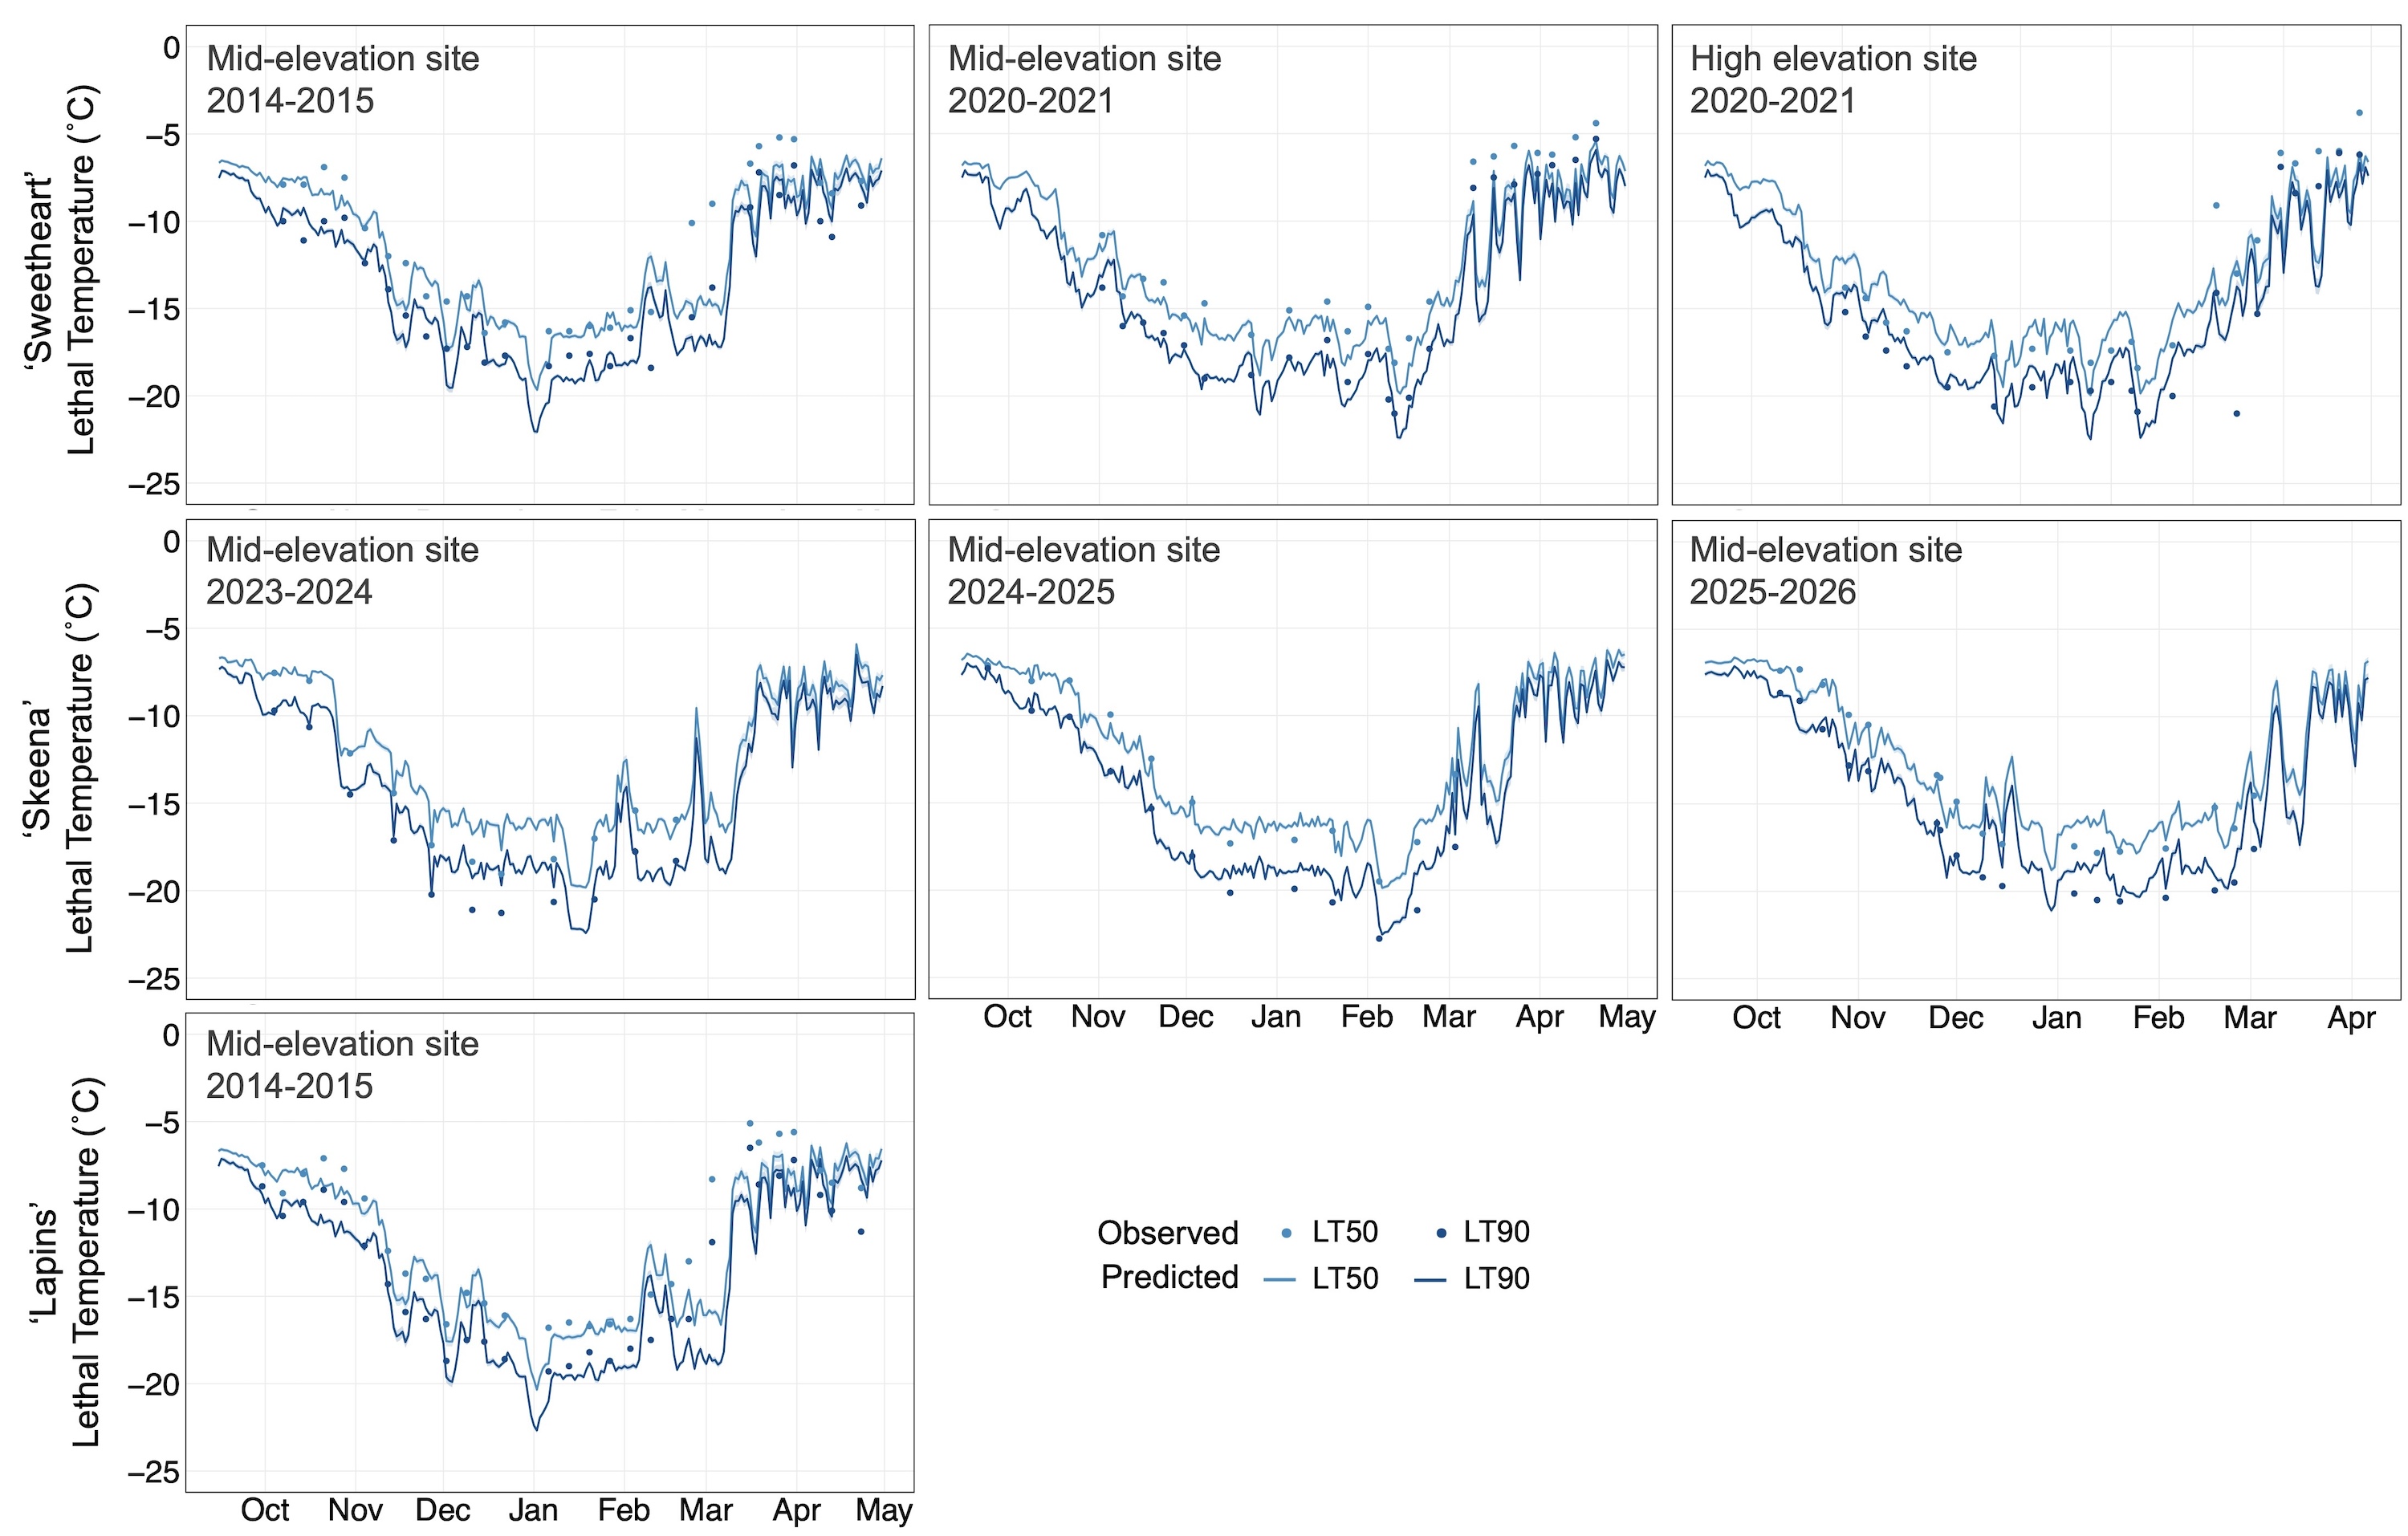 ‘Sweetheart’
Lethal Temperature (˚C)
0
−5
−10
−15
−20
−25
Mid-elevation site
2014-2015
Mid-elevation site
2020-2021
High elevation site
2020-2021
‘Skeena’
Lethal Temperature (˚C)
0
−5
−10
−15
−20
−25
Mid-elevation site
2023-2024
Mid-elevation site
2024-2025
Mid-elevation site
2025-2026
Oct Nov Dec Jan Feb Mar Apr May
Oct Nov Dec Jan Feb Mar Apr
‘Lapins’
Lethal Temperature (˚C)
0
−5
−10
−15
−20
−25
Mid-elevation site
2014-2015
Oct Nov Dec Jan Feb Mar Apr May
Observed LT50 LT90
Predicted LT50 LT90